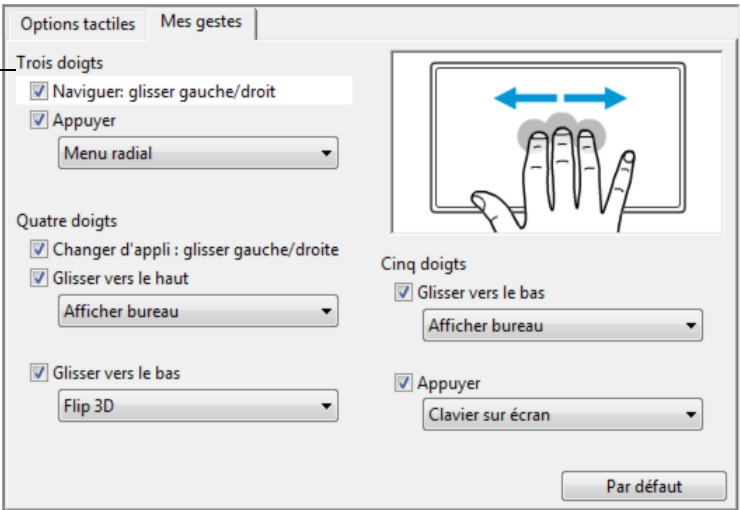 Options tactiles
Mes gestes
Trois doigts
Naviguer: glisser gauche/droit
Appuyer
Menu radial
Quatre doigts
Changer d'appli : glisser gauche/droite
Glisser vers le haut
Afficher bureau
Glisser vers le bas
Flip 3D
Cinq doigts
Glisser vers le bas
Afficher bureau
Appuyer
Clavier sur écran
Par défaut